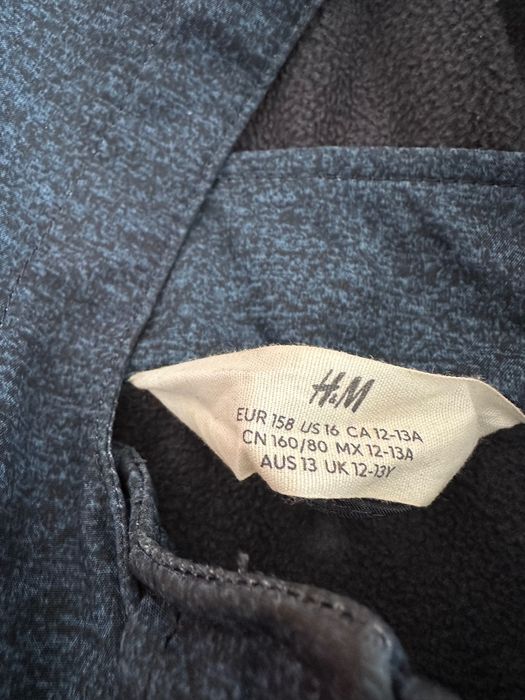 H&M
EUR 158 US 16 CA 12-13A
CN 160/80 MX 12-13A
AUS 13 UK 12-13Y